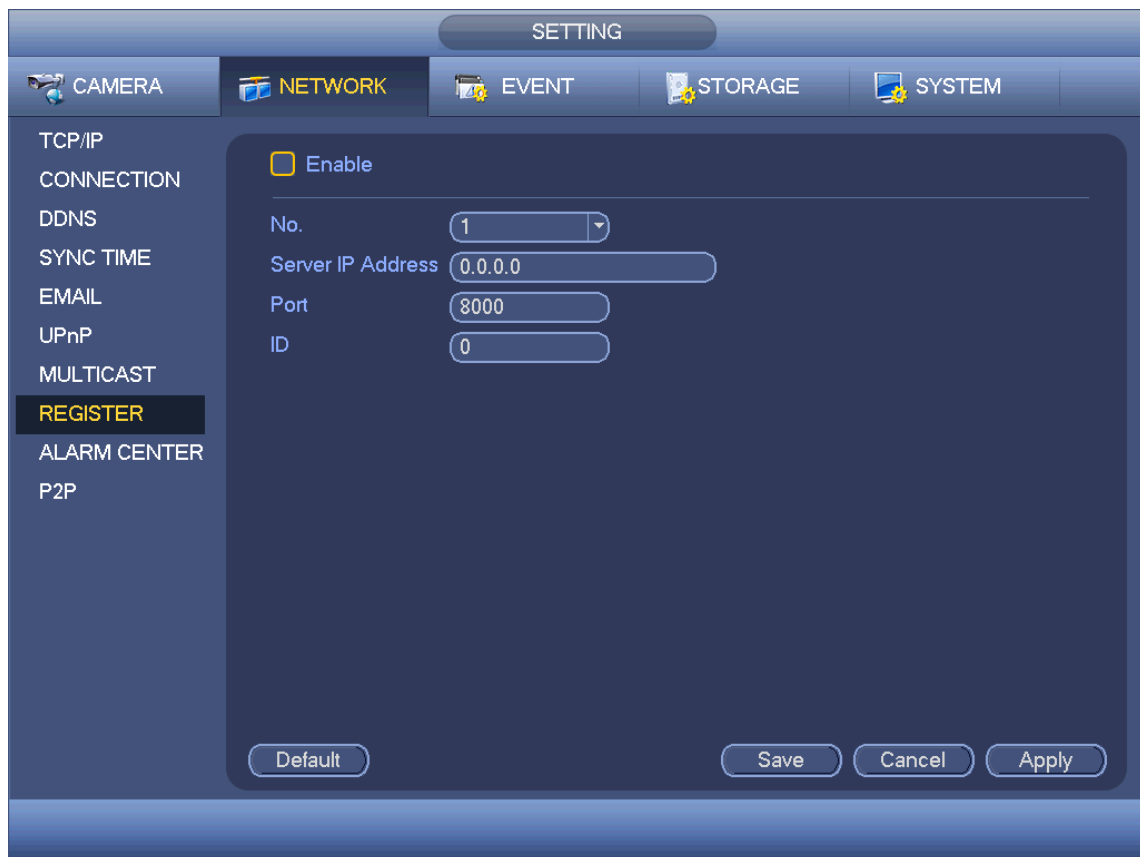 SETTING
CAMERA NETWORK EVENT STORAGE SYSTEM
TCP/IP
CONNECTION
DDNS
SYNC TIME
EMAIL
UPnP
MULTICAST
REGISTER
ALARM CENTER
P2P
Enable
No. 1
Server IP Address 0.0.0.0
Port 8000
ID 0
Default Save Cancel Apply